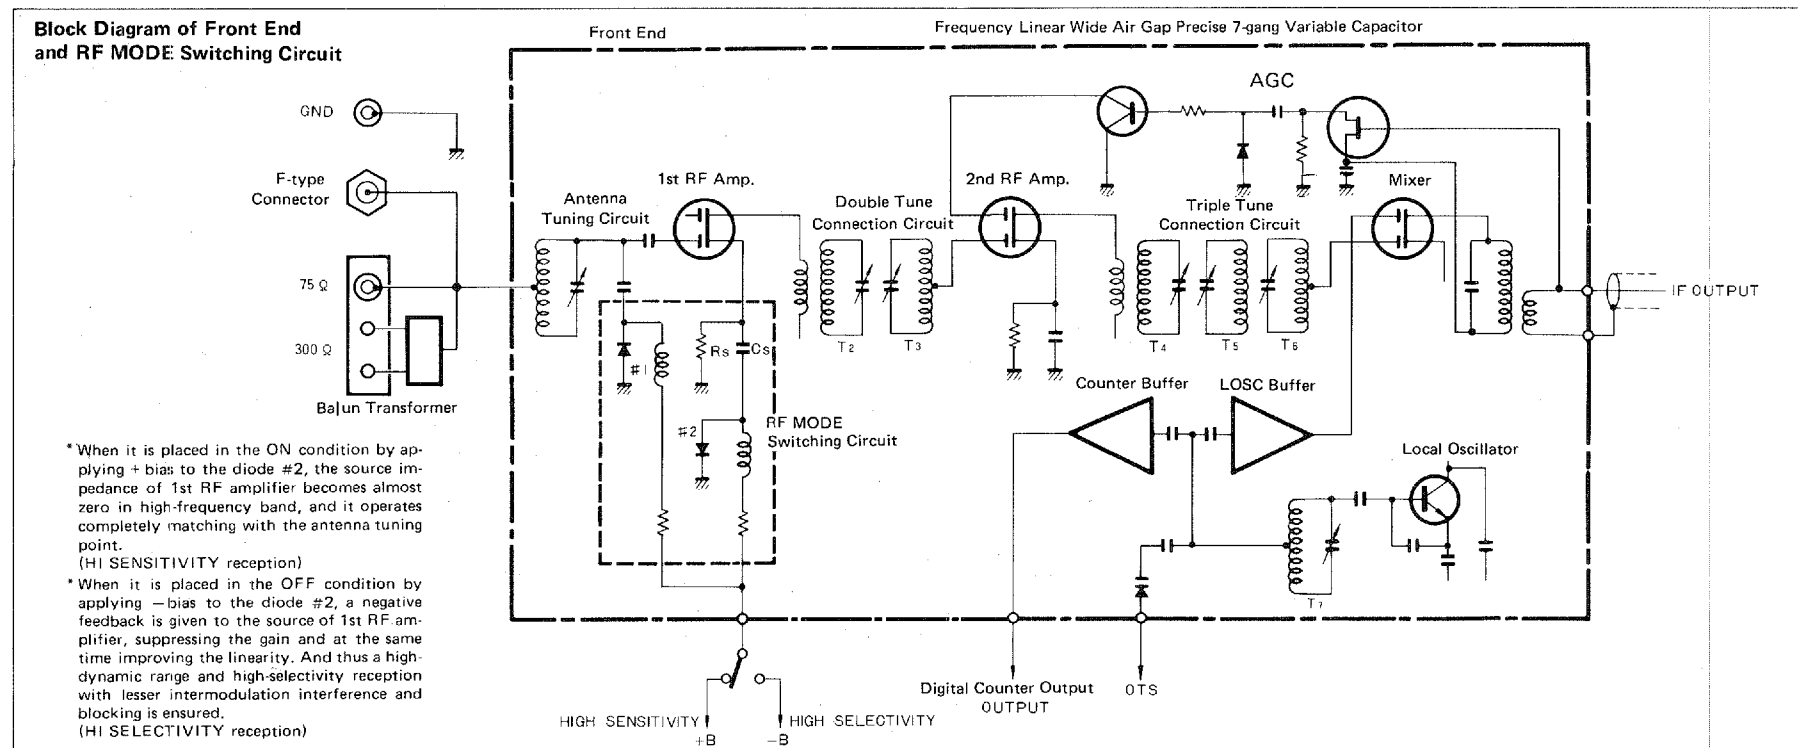 Block Diagram of Front End
and RF MODE Switching Circuit
Front End
Frequency Linear Wide Air Gap Precise 7-gang Variable Capacitor
GND
F-type
Connector
75 Ω
300 Ω
Balun Transformer
Antenna
Tuning Circuit
1st RF Amp.
Double Tune
Connection Circuit
2nd RF Amp.
AGC
Triple Tune
Connection Circuit
Mixer
IF OUTPUT
T2
T3
T4
T5
T6
#1
Rs
Cs
#2
RF MODE
Switching Circuit
Counter Buffer
LOSC Buffer
Local Oscillator
T7
* When it is placed in the ON condition by ap-
plying + bias to the diode #2, the source im-
pedance of 1st RF amplifier becomes almost
zero in high-frequency band, and it operates
completely matching with the antenna tuning
point.
(HI SENSITIVITY reception)
* When it is placed in the OFF condition by
applying — bias to the diode #2, a negative
feedback is given to the source of 1st RF am-
plifier, suppressing the gain and at the same
time improving the linearity. And thus a high-
dynamic range and high-selectivity reception
with lesser intermodulation interference and
blocking is ensured.
(HI SELECTIVITY reception)
HIGH SENSITIVITY
+B
HIGH SELECTIVITY
-B
Digital Counter Output
OUTPUT
OTS